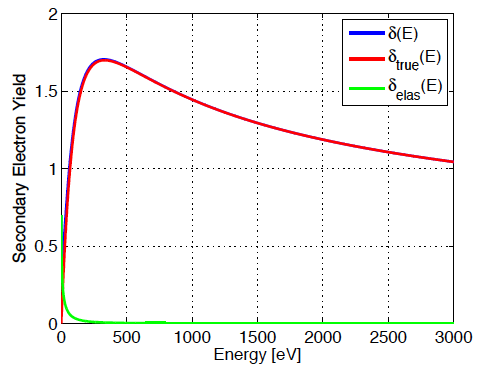 2
1.5
1
0.5
0
0
500
1000
1500
2000
2500
3000
Secondary Electron Yield
Energy [eV]
δ(E)
δtrue(E)
δelas(E)